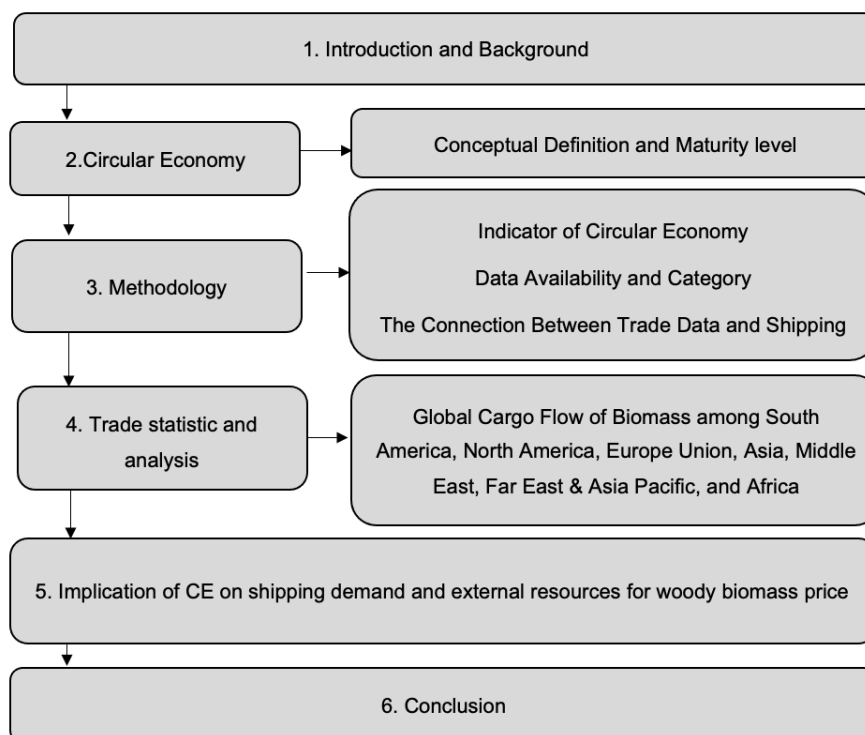 1. Introduction and Background
2.Circular Economy
Conceptual Definition and Maturity level
3. Methodology
Indicator of Circular Economy
Data Availability and Category
The Connection Between Trade Data and Shipping
4. Trade statistic and
analysis
Global Cargo Flow of Biomass among South
America, North America, Europe Union, Asia, Middle
East, Far East & Asia Pacific, and Africa
5. Implication of CE on shipping demand and external resources for woody biomass price
6. Conclusion